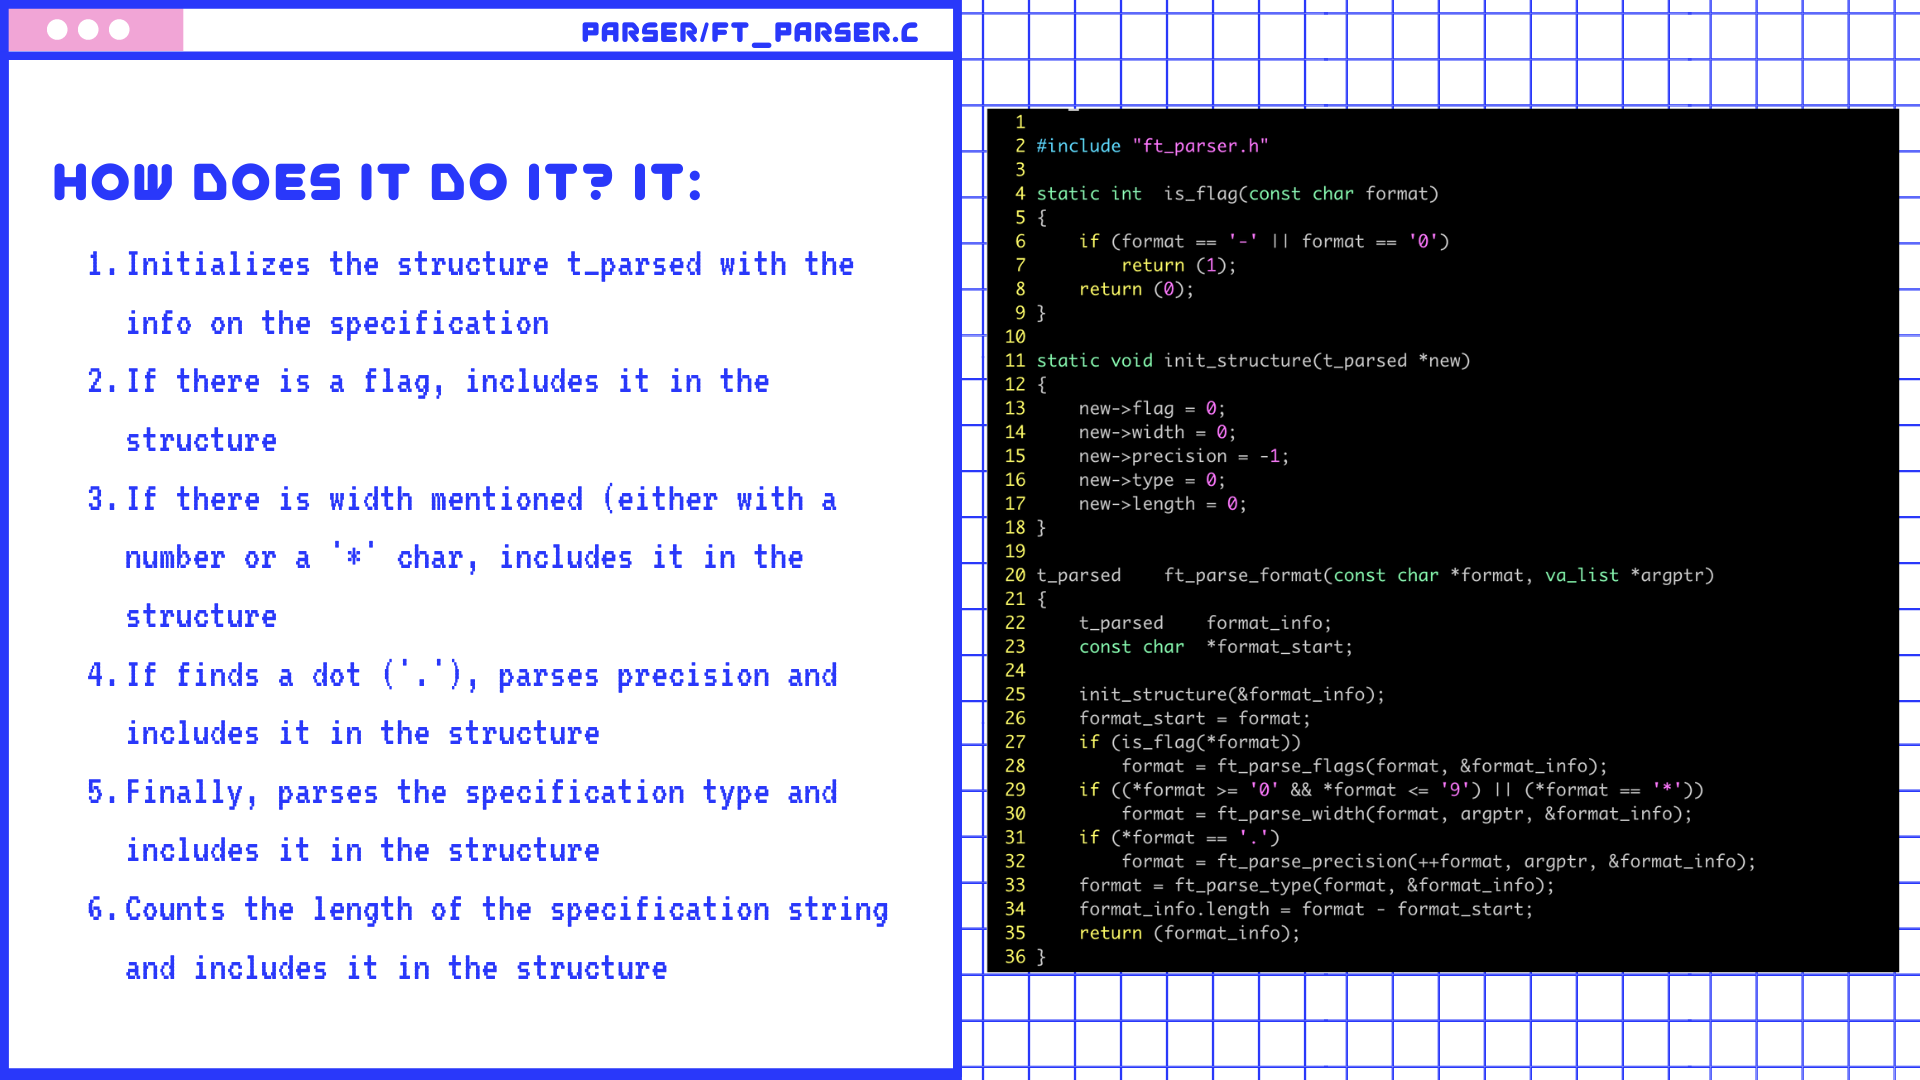 PARSER/FT_PARSER.C
HOW DOES IT DO IT? IT:
1. Initializes the structure t_parsed with the
info on the specification
2. If there is a flag, includes it in the
structure
3. If there is width mentioned (either with a
number or a '*' char, includes it in the
structure
4. If finds a dot ('.'), parses precision and
includes it in the structure
5. Finally, parses the specification type and
includes it in the structure
6. Counts the length of the specification string
and includes it in the structure
1
2 #include "ft_parser.h"
3
4 static int  is_flag(const char format)
5 {
6     if (format == '-' || format == '0')
7         return (1);
8     return (0);
9 }
10
11 static void init_structure(t_parsed *new)
12 {
13     new->flag = 0;
14     new->width = 0;
15     new->precision = -1;
16     new->type = 0;
17     new->length = 0;
18 }
19
20 t_parsed    ft_parse_format(const char *format, va_list *argptr)
21 {
22     t_parsed    format_info;
23     const char  *format_start;
24
25     init_structure(&format_info);
26     format_start = format;
27     if (is_flag(*format))
28         format = ft_parse_flags(format, &format_info);
29     if ((*format >= '0' && *format <= '9') || (*format == '*'))
30         format = ft_parse_width(format, argptr, &format_info);
31     if (*format == '.')
32         format = ft_parse_precision(++format, argptr, &format_info);
33     format = ft_parse_type(format, &format_info);
34     format_info.length = format - format_start;
35     return (format_info);
36 }